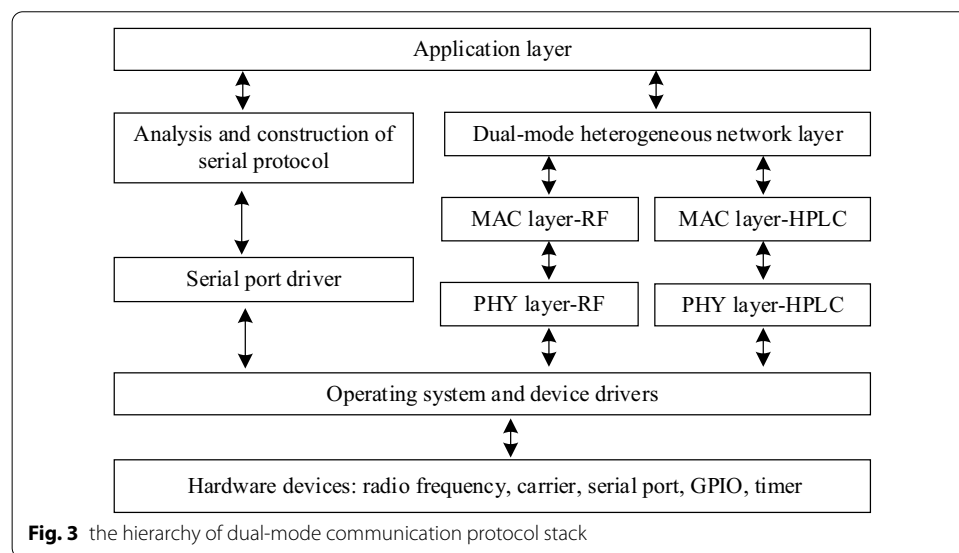 Application layer
Analysis and construction of
serial protocol
Dual-mode heterogeneous network layer
MAC layer-RF
MAC layer-HPLC
Serial port driver
PHY layer-RF
PHY layer-HPLC
Operating system and device drivers
Hardware devices: radio frequency, carrier, serial port, GPIO, timer
Fig. 3 the hierarchy of dual-mode communication protocol stack